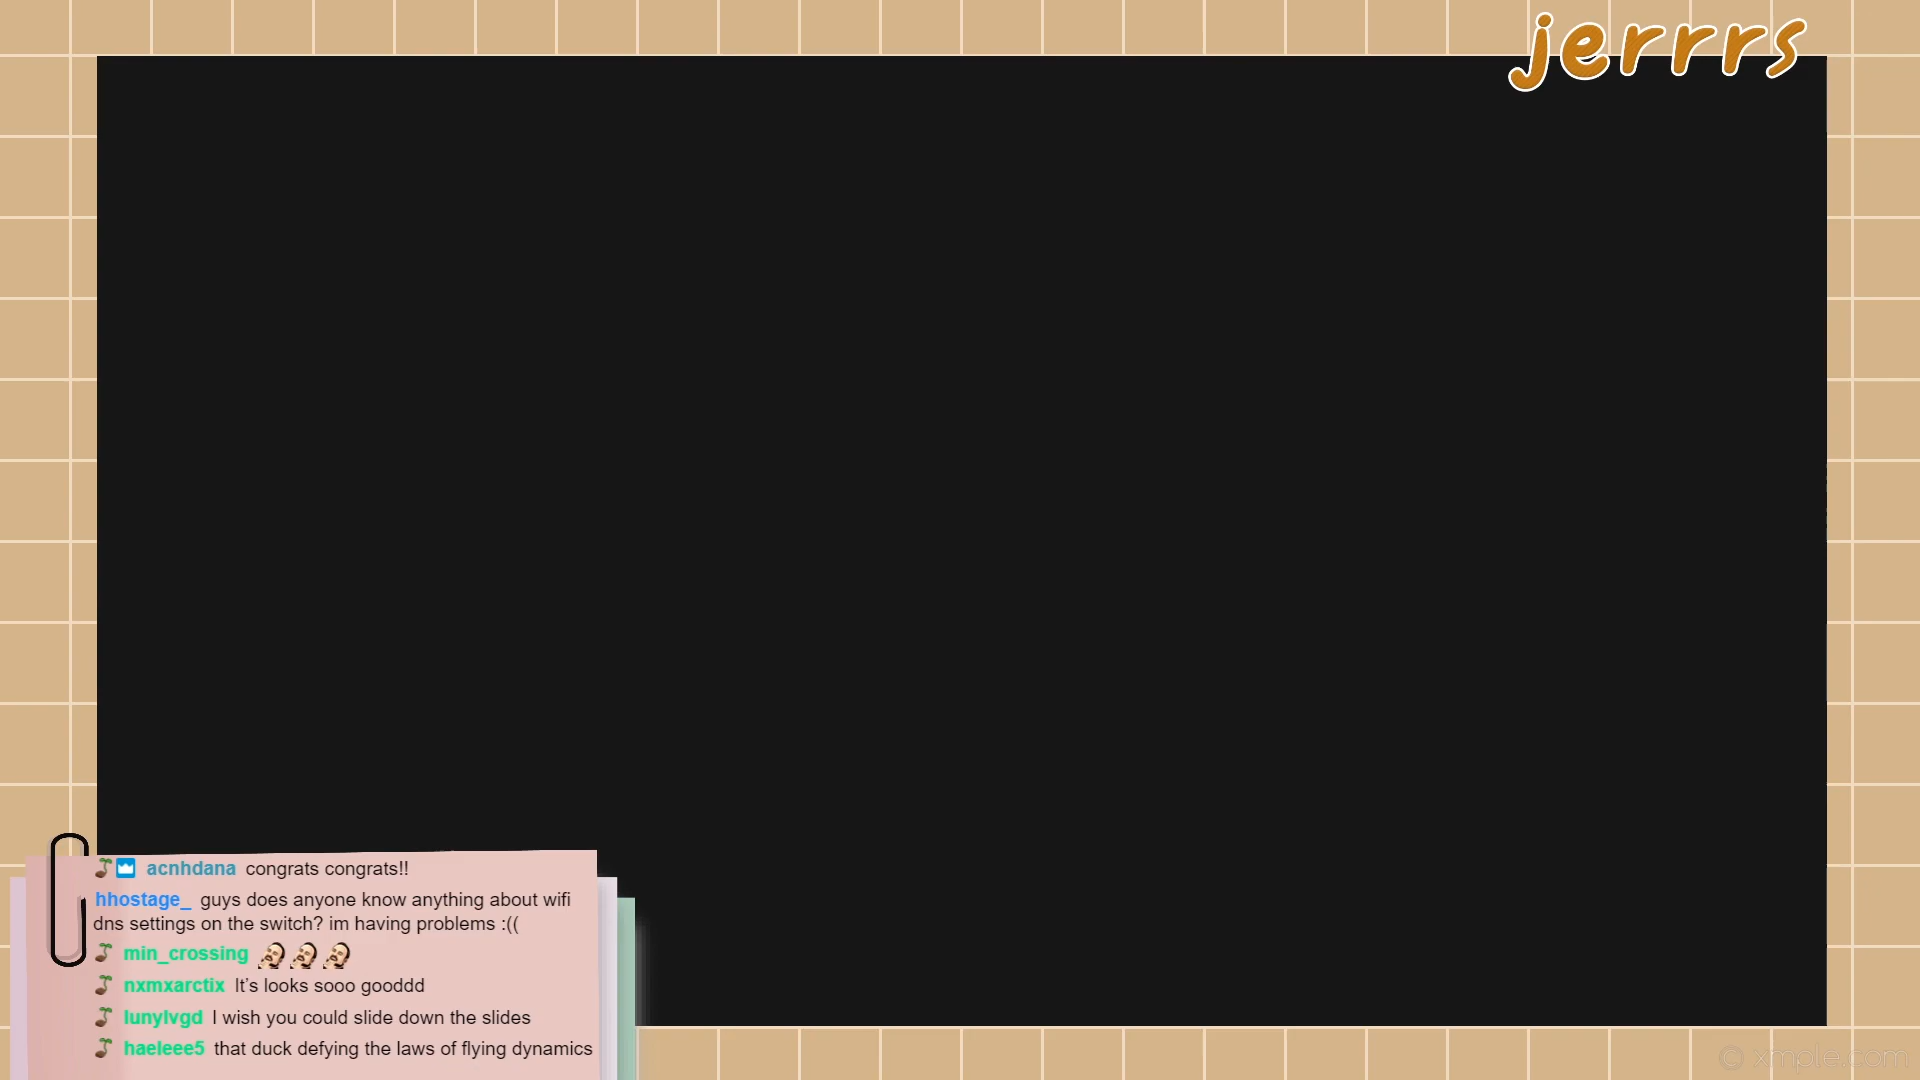 jerrrs
acnhdana congrats congrats!!
hhostage_ guys does anyone know anything about wifi
dns settings on the switch? im having problems :((
min_crossing
nxmxarctix It’s looks sooo gooddd
lunylvgd I wish you could slide down the slides
haeleee5 that duck defying the laws of flying dynamics
© xmple.com